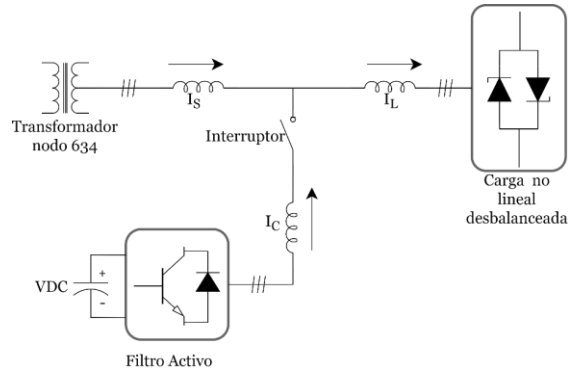 I_S
I_L
Transformador
nodo 634
Interruptor
Carga no
lineal
desbalanceada
I_C
VDC
+
-
Filtro Activo